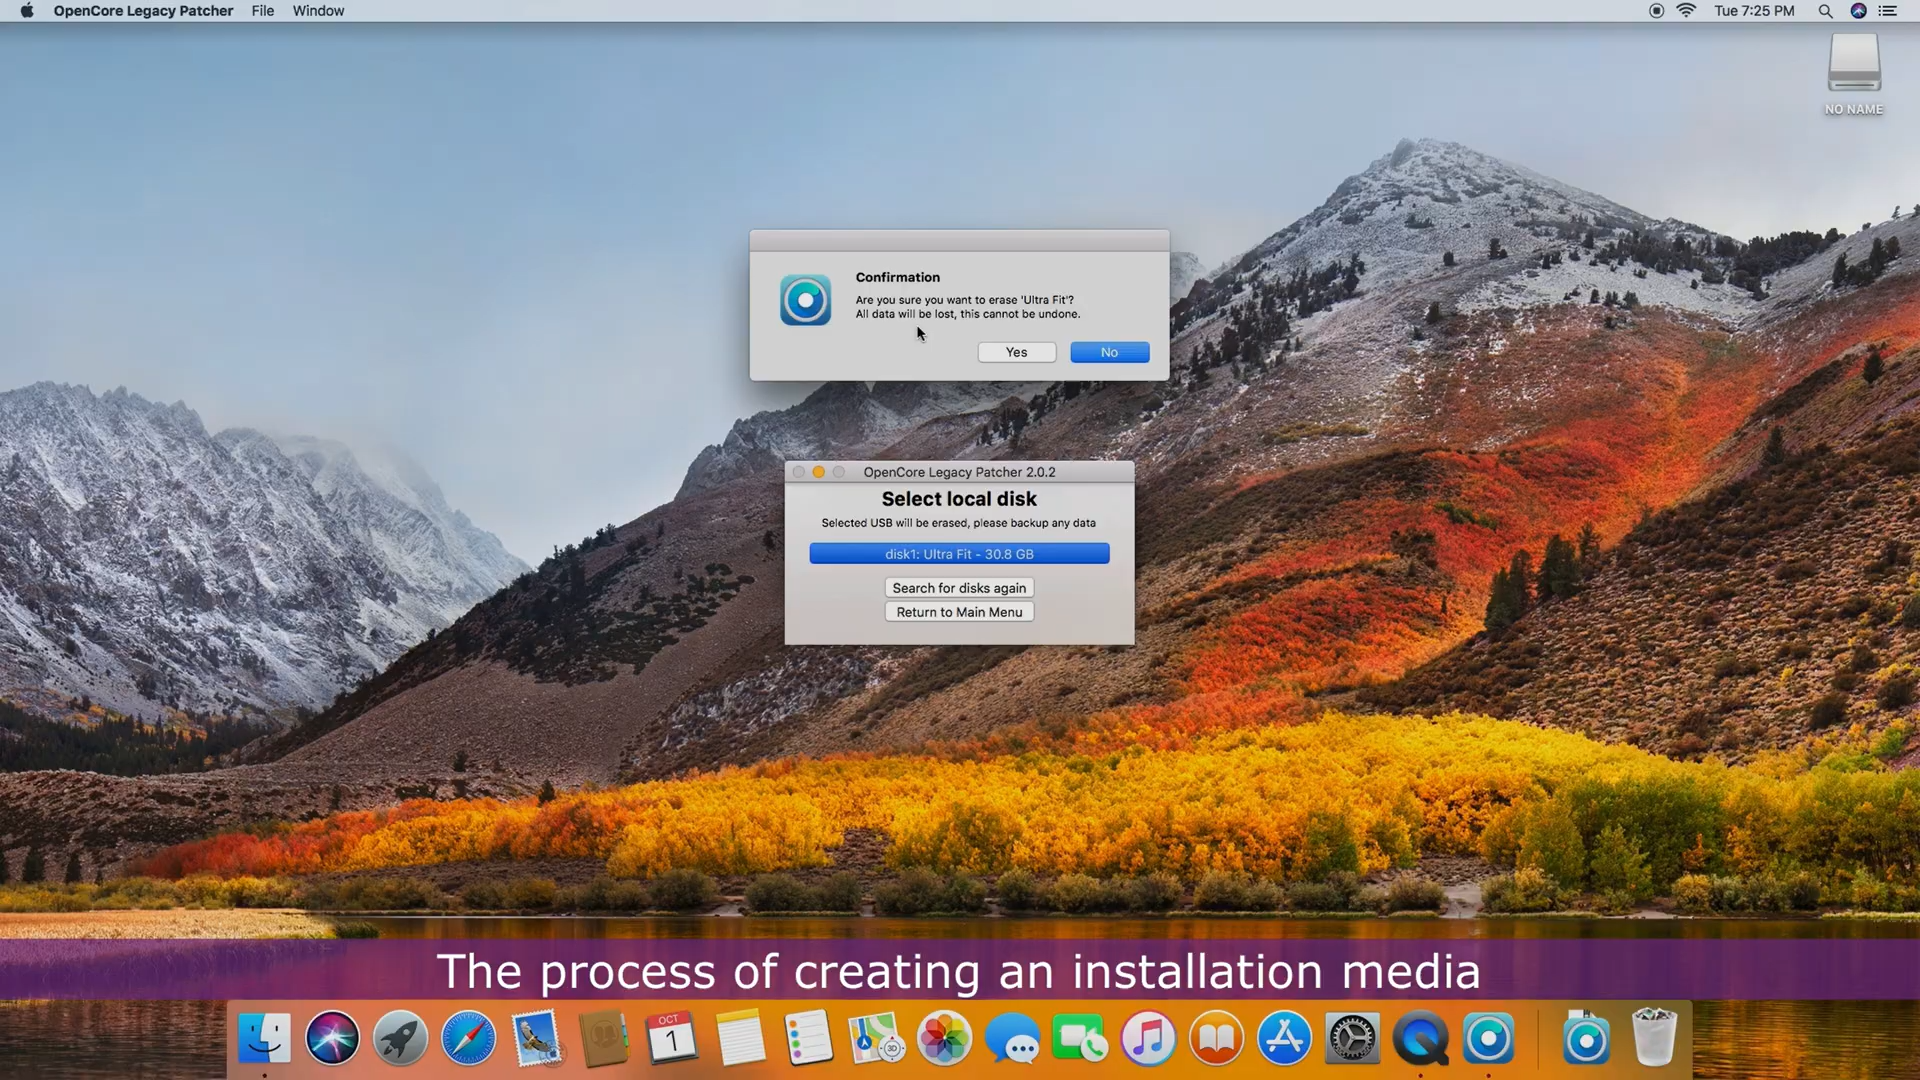 OpenCore Legacy Patcher File Window
Tue 7:25 PM
NO NAME
Confirmation
Are you sure you want to erase 'Ultra Fit'?
All data will be lost, this cannot be undone.
Yes No
OpenCore Legacy Patcher 2.0.2
Select local disk
Selected USB will be erased, please backup any data
disk1: Ultra Fit - 30.8 GB
Search for disks again
Return to Main Menu
The process of creating an installation media
OCT
1
3D